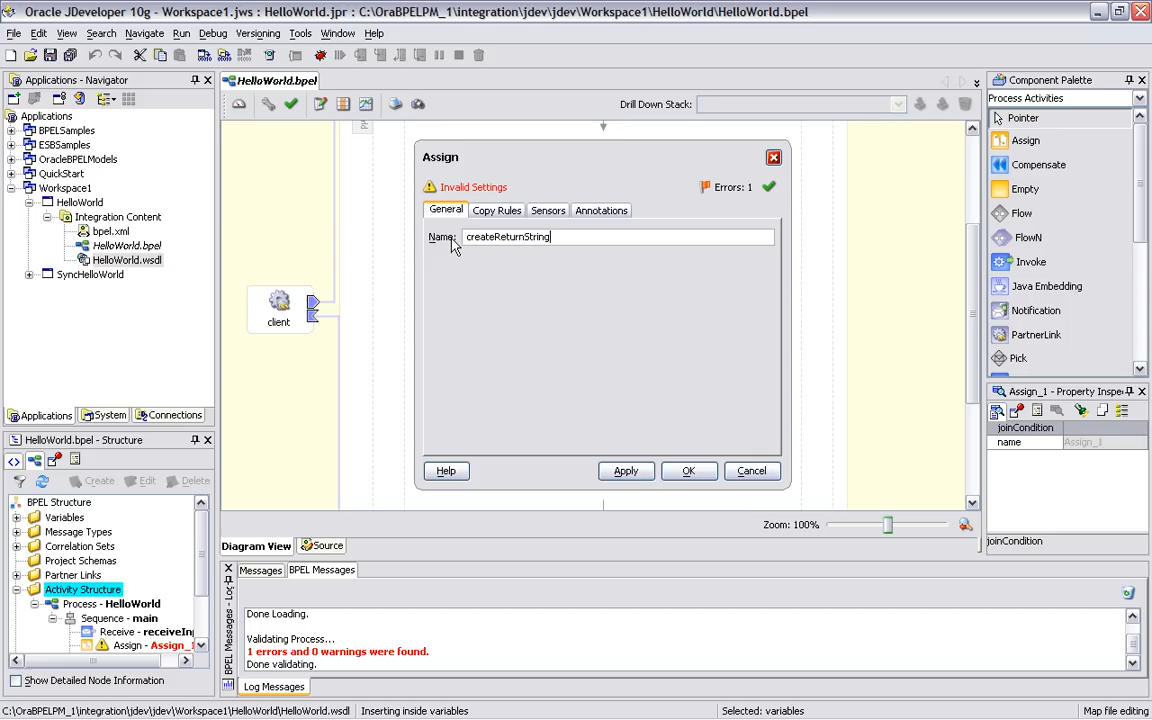 Oracle JDeveloper 10g - Workspace1.jws : HelloWorld.jpr : C:\OraBPELPM_1\integration\jdev\jdev\Workspace1\HelloWorld\HelloWorld.bpel
File Edit View Search Navigate Run Debug Versioning Tools Window Help
Applications - Navigator
Applications
BPELSamples
ESBSamples
OracleBPELModels
QuickStart
Workspace1
HelloWorld
Integration Content
bpel.xml
HelloWorld.bpel
HelloWorld.wsdl
SyncHelloWorld
Applications System Connections
HelloWorld.bpel - Structure
Create Edit Delete
BPEL Structure
Variables
Message Types
Correlation Sets
Project Schemas
Partner Links
Activity Structure
Process - HelloWorld
Sequence - main
Receive - receiveIn
Assign - Assign_1
Show Detailed Node Information
HelloWorld.bpel
Drill Down Stack:
client
Assign
Invalid Settings
Errors: 1
General Copy Rules Sensors Annotations
Name: createReturnString
Help Apply OK Cancel
Zoom: 100%
Diagram View Source
Messages BPEL Messages
BPEL Messages - Log
Done Loading.
Validating Process...
1 errors and 0 warnings were found.
Done validating.
Log Messages
Component Palette
Process Activities
Pointer
Assign
Compensate
Empty
Flow
FlowN
Invoke
Java Embedding
Notification
PartnerLink
Pick
Assign_1 - Property Inspe
joinCondition
name Assign_1
joinCondition
C:\OraBPELPM_1\integration\jdev\jdev\Workspace1\HelloWorld\HelloWorld.wsdl Inserting inside variables Selected: variables Map file editing